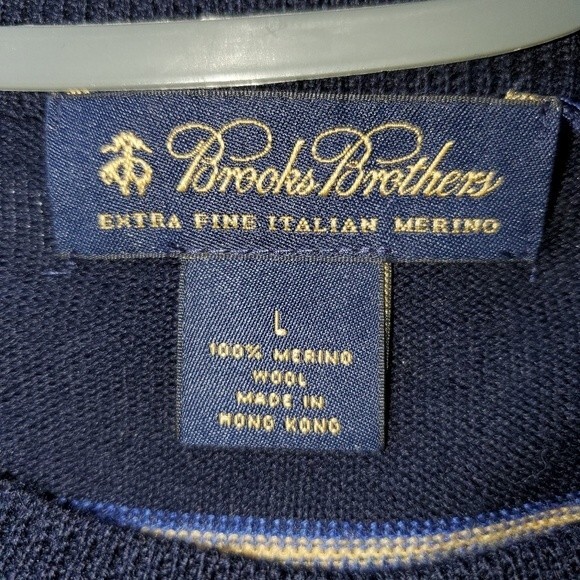 Brooks Brothers
EXTRA FINE ITALIAN MERINO
L
100% MERINO
WOOL
MADE IN
HONG KONG